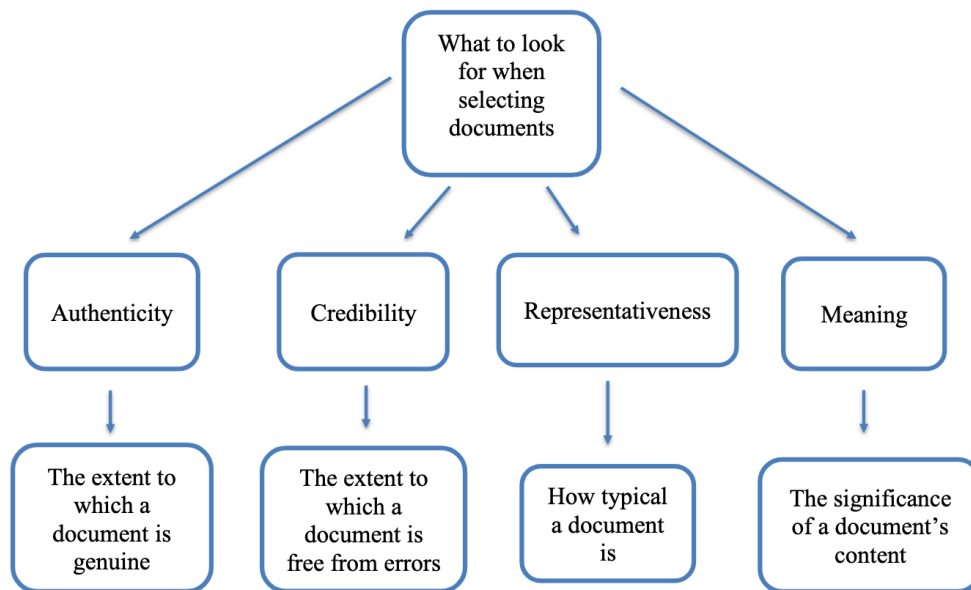 What to look
for when
selecting
documents
Authenticity
Credibility
Representativeness
Meaning
The extent to
which a
document is
genuine
The extent to
which a
document is
free from errors
How typical
a document
is
The significance
of a document’s
content